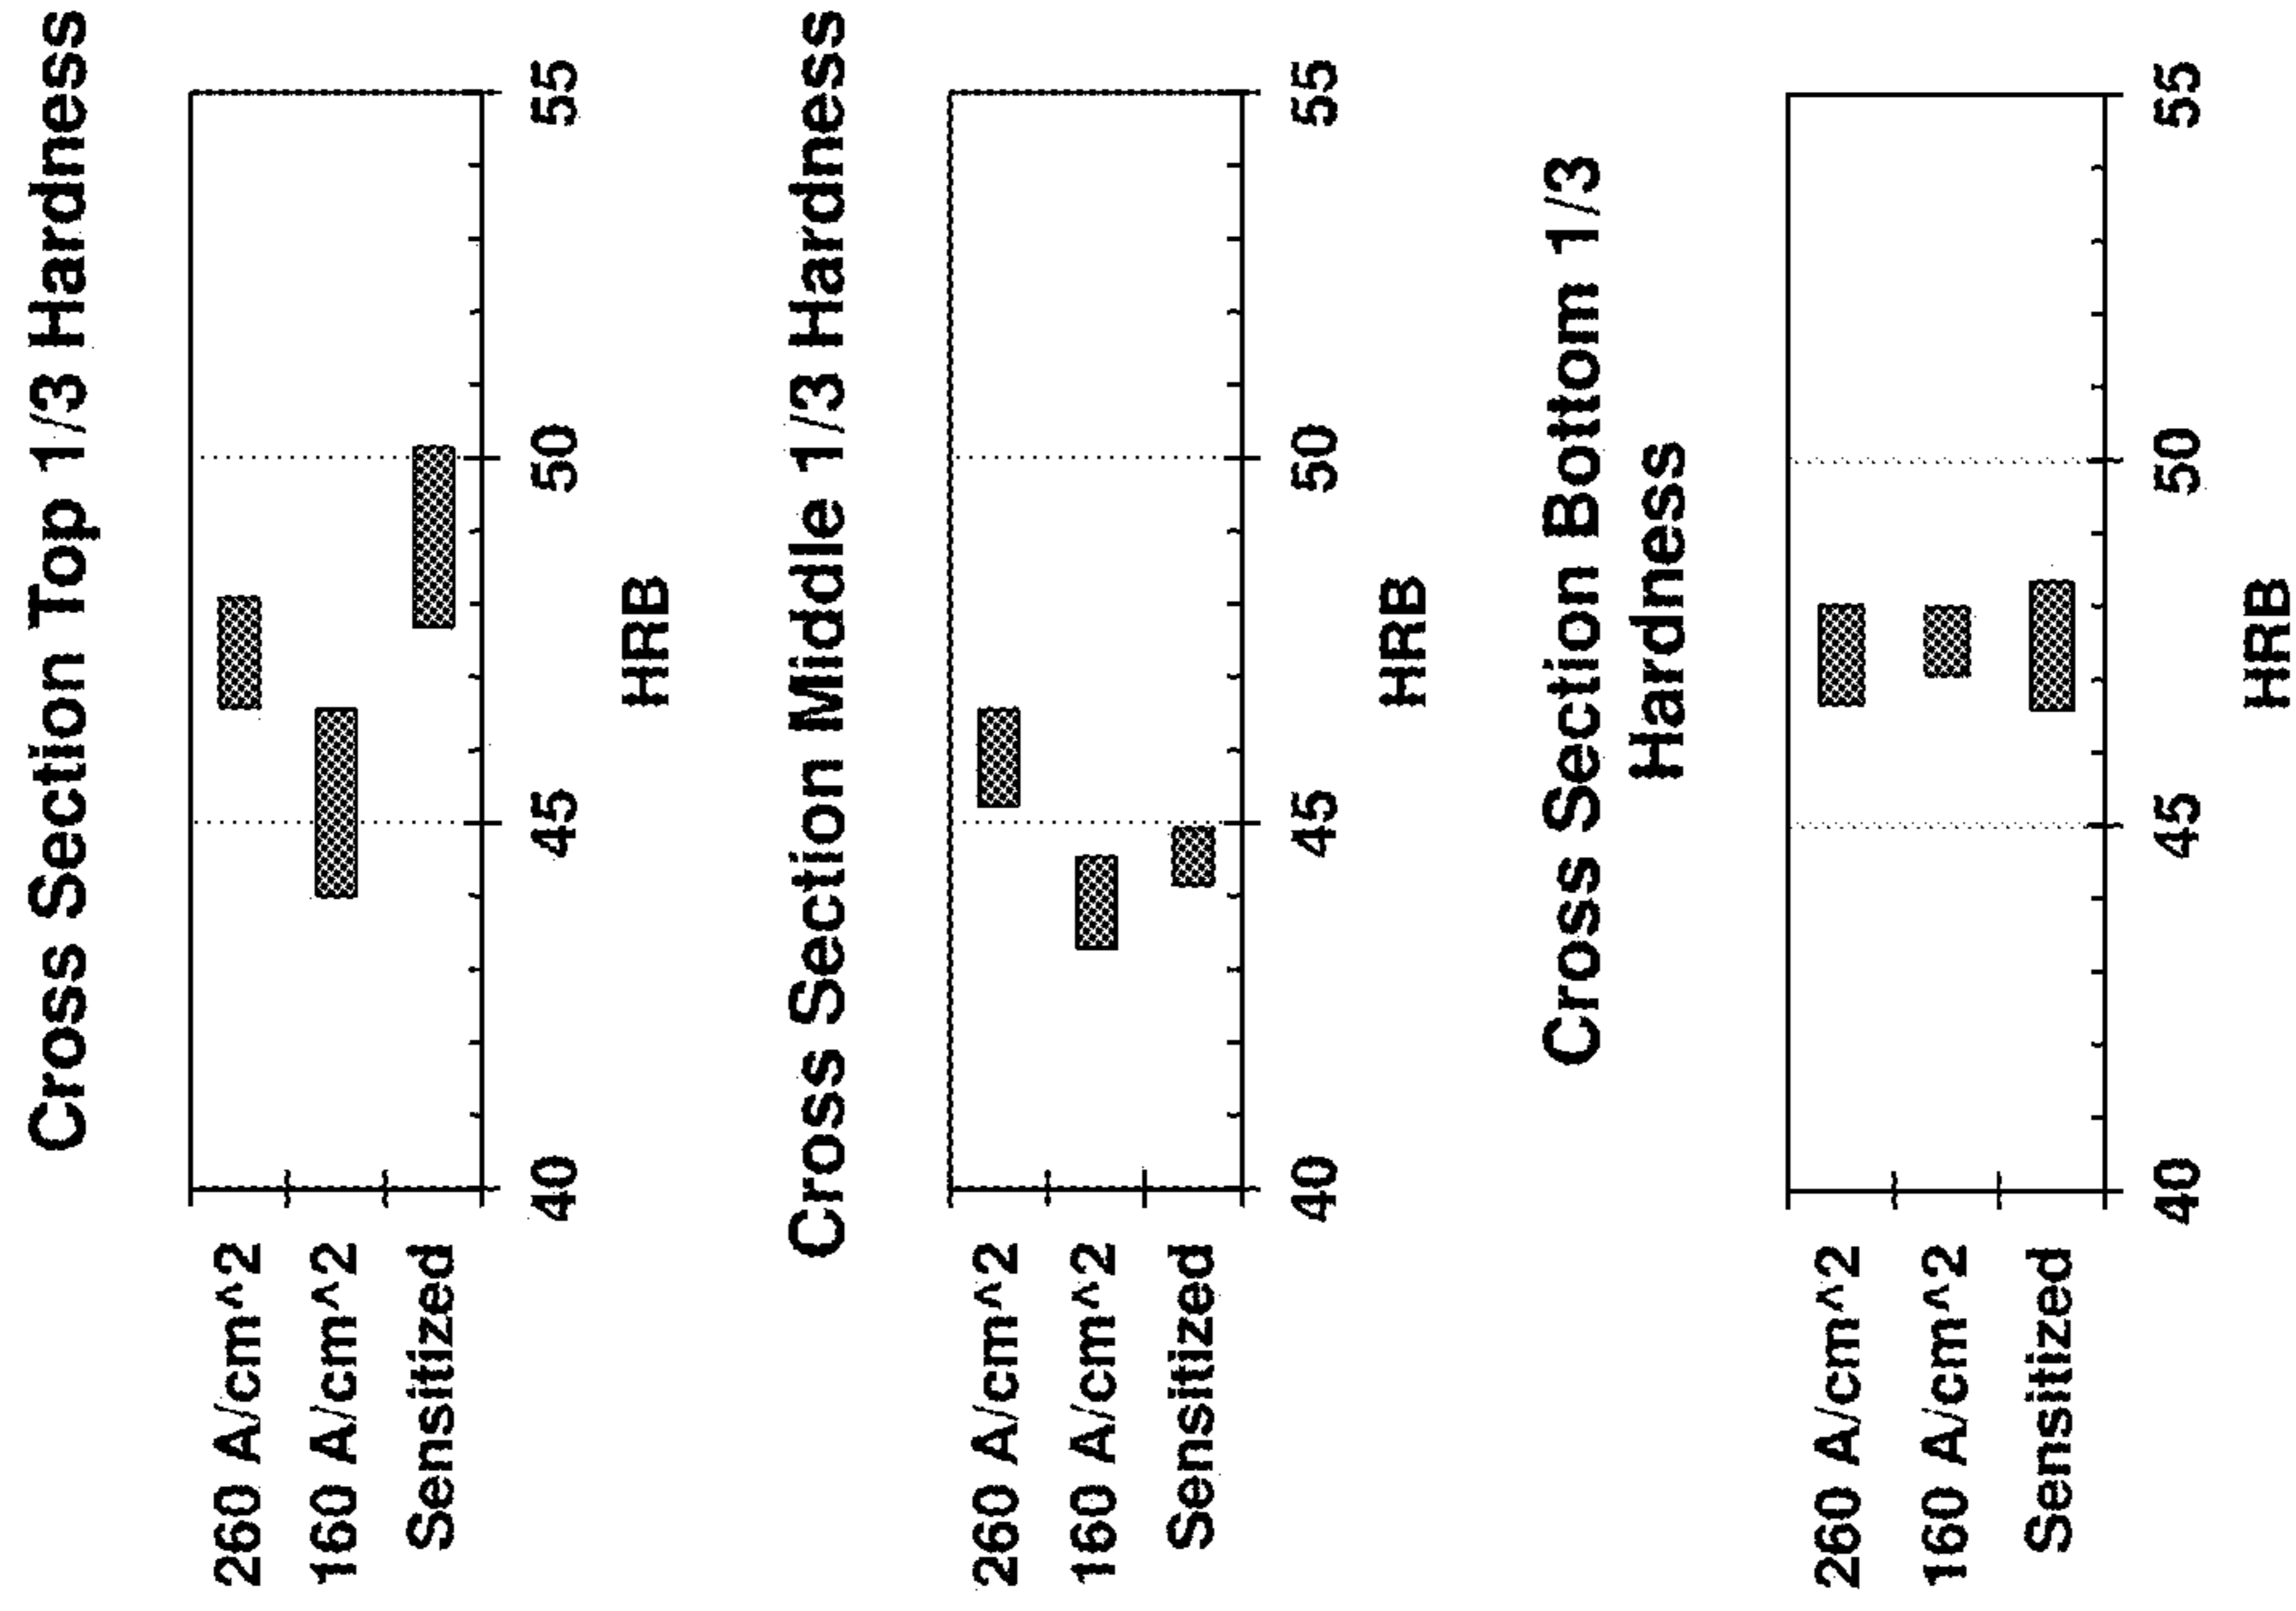 Cross Section Top 1/3 Hardness
260 A/cm^2
160 A/cm^2
Sensitized
40 45 50 55
HRB
Cross Section Middle 1/3 Hardness
260 A/cm^2
160 A/cm^2
Sensitized
40 45 50 55
HRB
Cross Section Bottom 1/3
Hardness
260 A/cm^2
160 A/cm^2
Sensitized
40 45 50 55
HRB